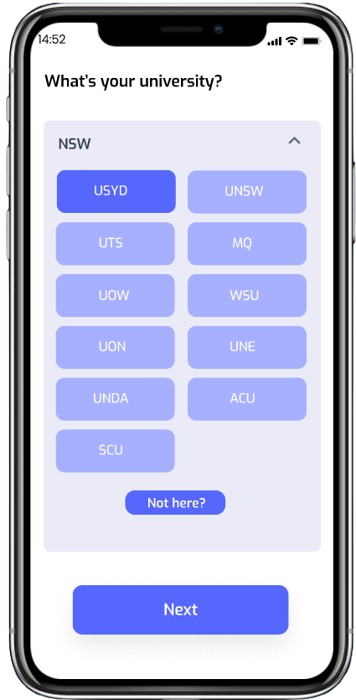 14:52
What's your university?
NSW
USYD UNSW
UTS MQ
UOW WSU
UON UNE
UNDA ACU
SCU
Not here?
Next